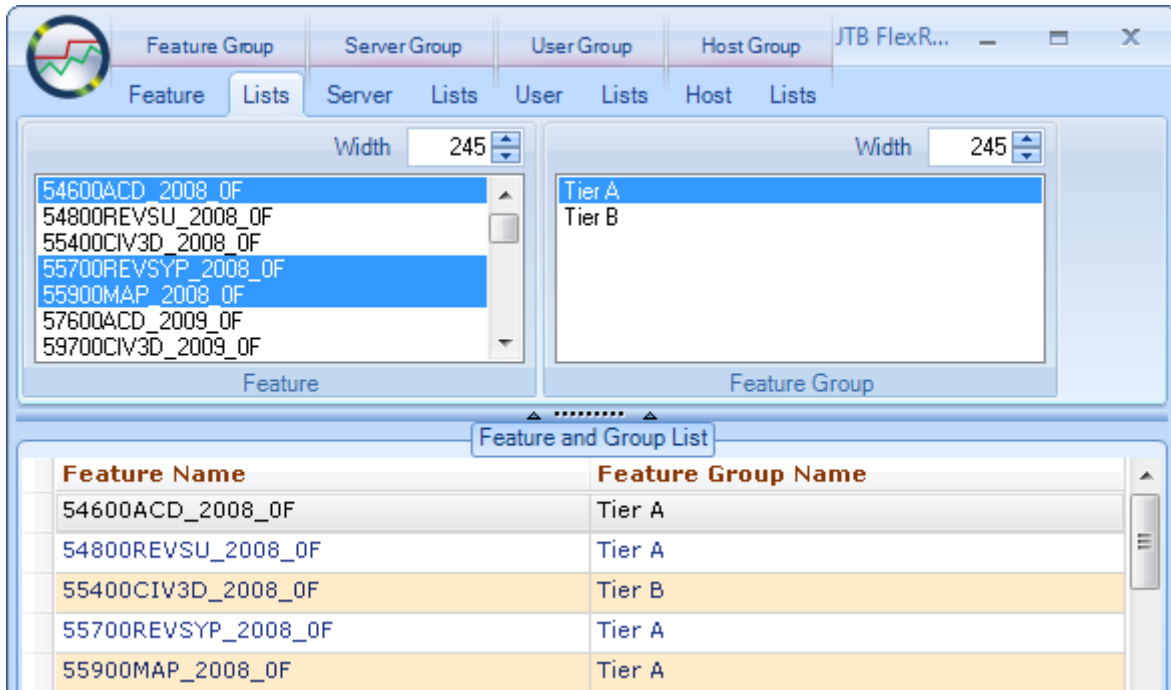 Feature Group Server Group User Group Host Group JTB FlexR...
Feature Lists Server Lists User Lists Host Lists
Width 245 Width 245
54600ACD_2008_0F
54800REVSU_2008_0F
55400CIV3D_2008_0F
55700REVSYP_2008_0F
55900MAP_2008_0F
57600ACD_2009_0F
59700CIV3D_2009_0F
Feature
Tier A
Tier B
Feature Group
Feature and Group List
Feature Name Feature Group Name
54600ACD_2008_0F Tier A
54800REVSU_2008_0F Tier A
55400CIV3D_2008_0F Tier B
55700REVSYP_2008_0F Tier A
55900MAP_2008_0F Tier A